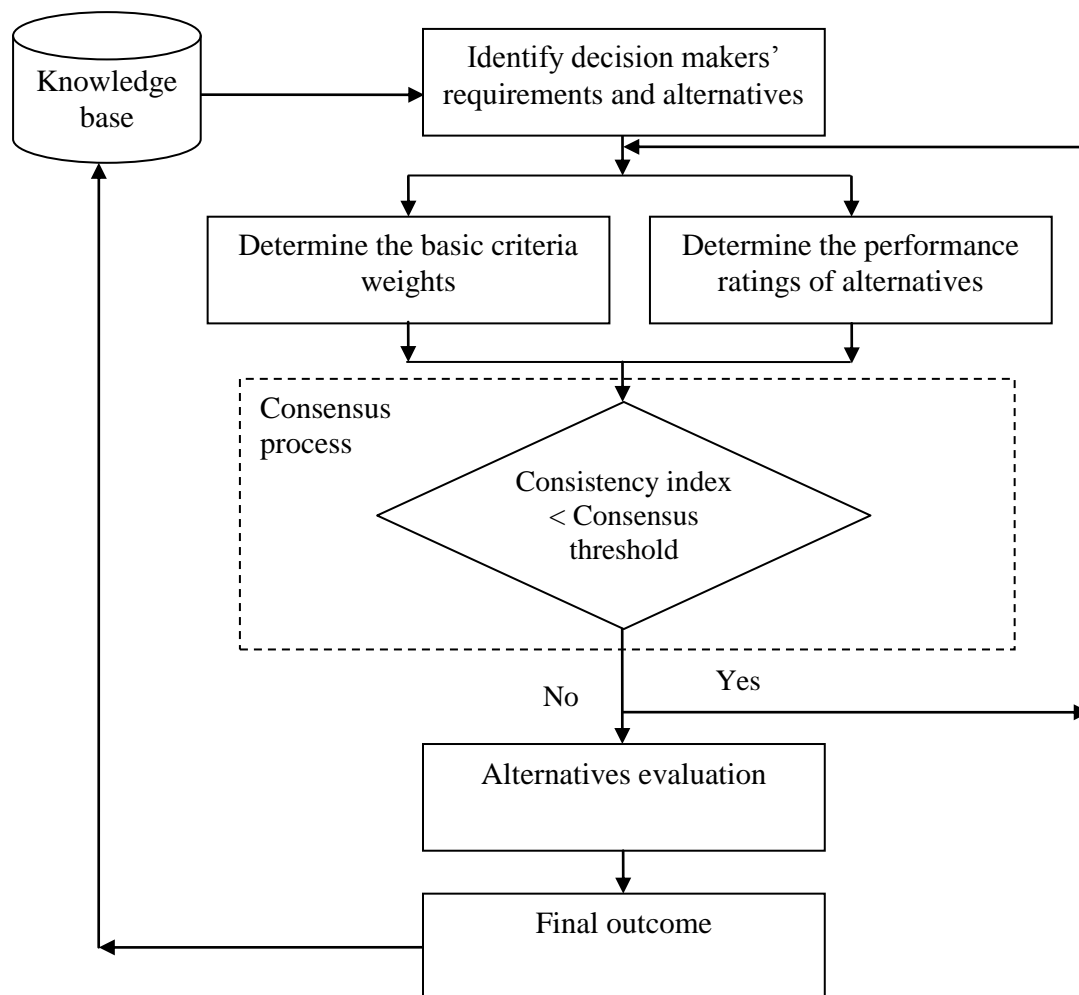 Knowledge
base
Identify decision makers’
requirements and alternatives
Determine the basic criteria
weights
Determine the performance
ratings of alternatives
Consensus
process
Consistency index
< Consensus
threshold
No
Yes
Alternatives evaluation
Final outcome